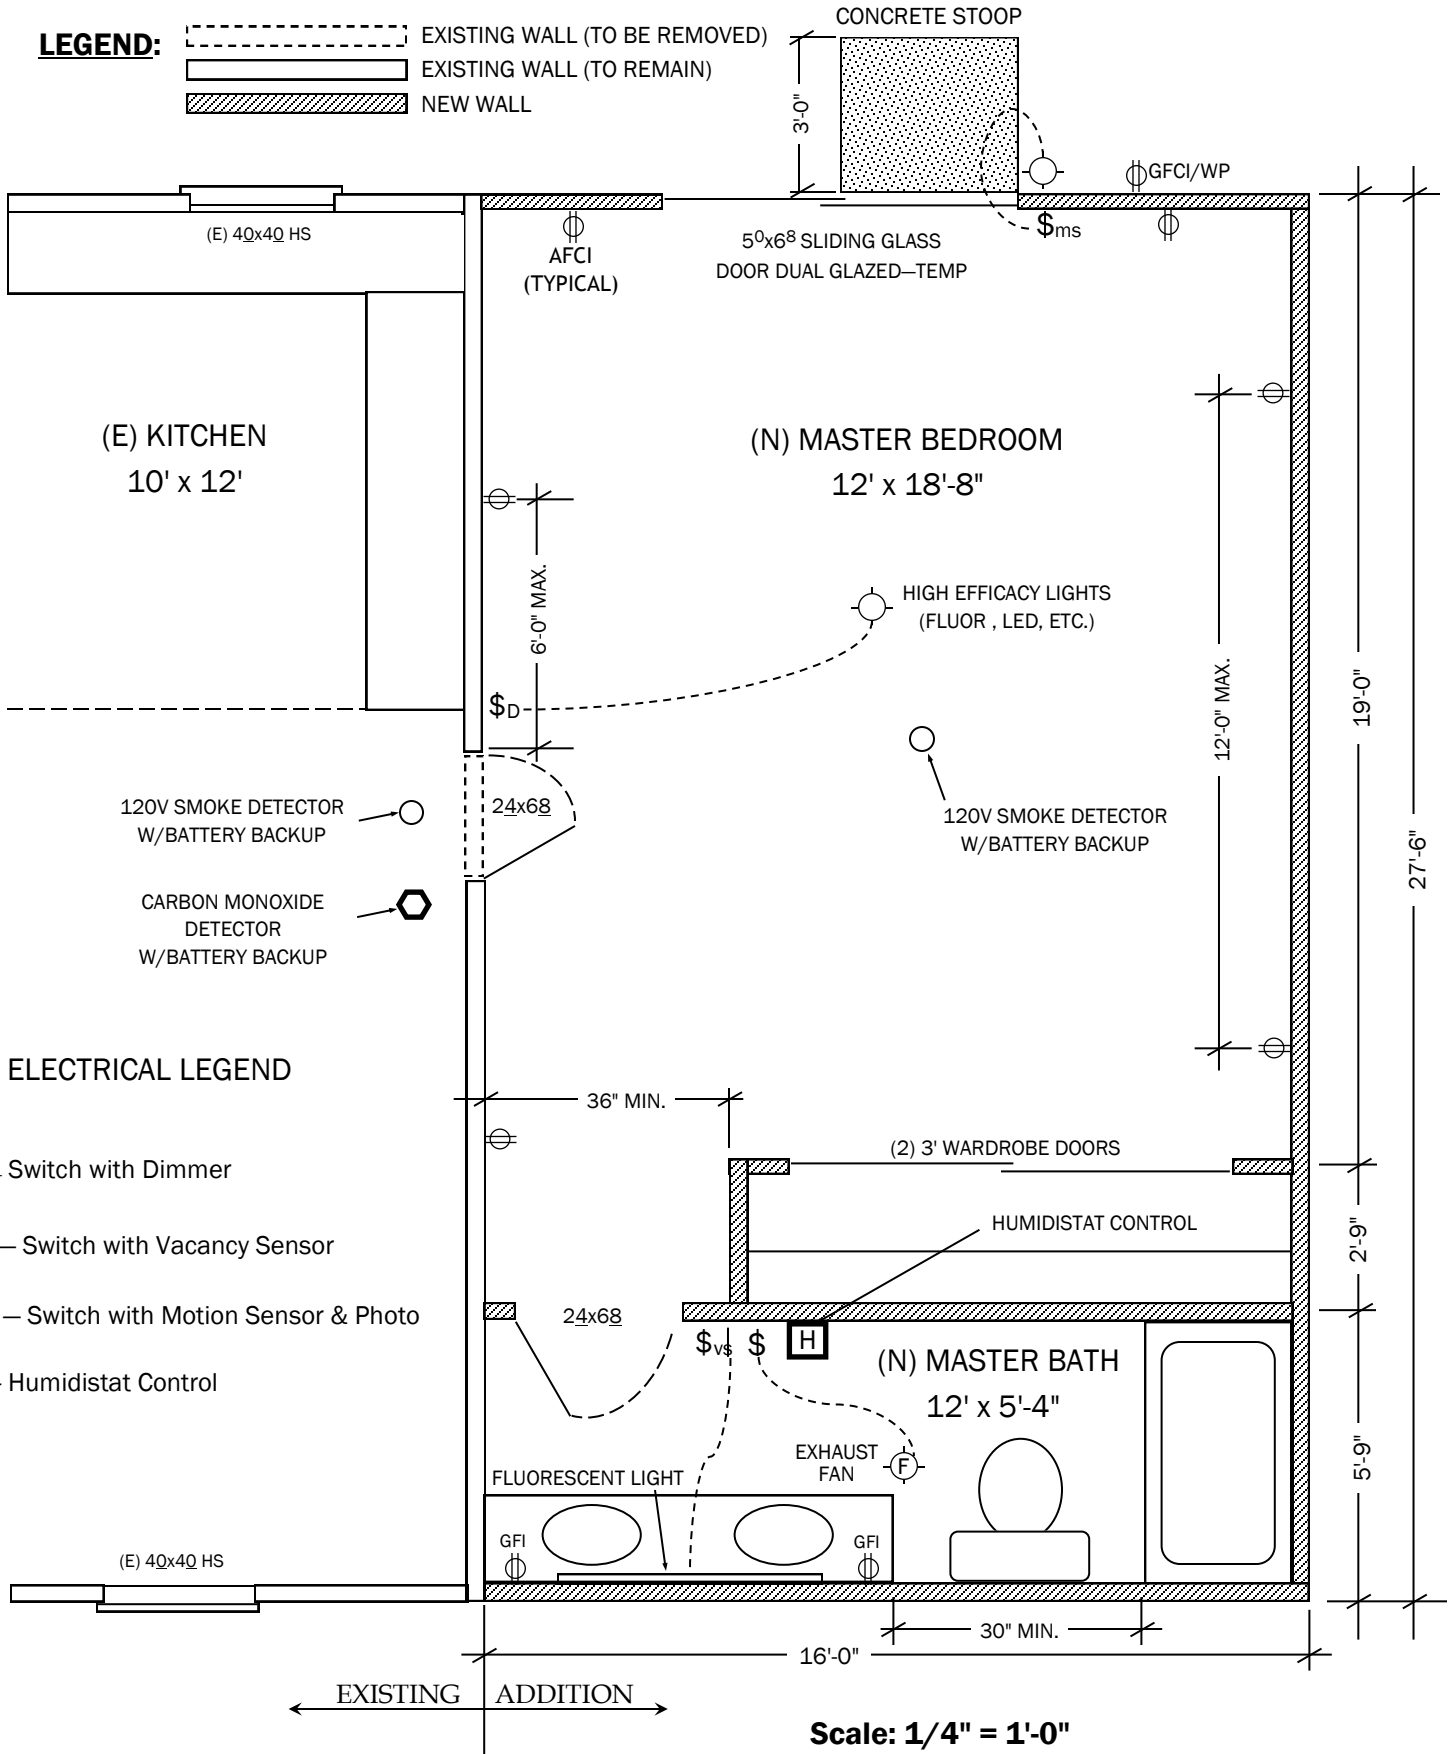 LEGEND:
EXISTING WALL (TO BE REMOVED)
EXISTING WALL (TO REMAIN)
NEW WALL
CONCRETE STOOP
3'-0"
GFCI/WP
(E) 40x40 HS
AFCI
(TYPICAL)
5⁰x6⁸ SLIDING GLASS
DOOR DUAL GLAZED—TEMP
$ms
(E) KITCHEN
10' x 12'
(N) MASTER BEDROOM
12' x 18'-8"
6'-0" MAX.
HIGH EFFICACY LIGHTS
(FLUOR , LED, ETC.)
$D
12'-0" MAX.
19'-0"
27'-6"
120V SMOKE DETECTOR
W/BATTERY BACKUP
24x68
120V SMOKE DETECTOR
W/BATTERY BACKUP
CARBON MONOXIDE
DETECTOR
W/BATTERY BACKUP
ELECTRICAL LEGEND
Switch with Dimmer
— Switch with Vacancy Sensor
— Switch with Motion Sensor & Photo
Humidistat Control
36" MIN.
(2) 3' WARDROBE DOORS
HUMIDISTAT CONTROL
2'-9"
24x68
$vs $ H
(N) MASTER BATH
12' x 5'-4"
5'-9"
EXHAUST
FAN
F
FLUORESCENT LIGHT
GFI
GFI
(E) 40x40 HS
30" MIN.
16'-0"
EXISTING ADDITION
Scale: 1/4" = 1'-0"